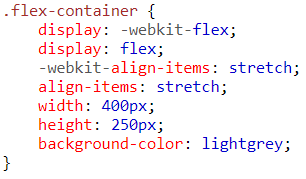 .flex-container {
    display: -webkit-flex;
    display: flex;
    -webkit-align-items: stretch;
    align-items: stretch;
    width: 400px;
    height: 250px;
    background-color: lightgrey;
}